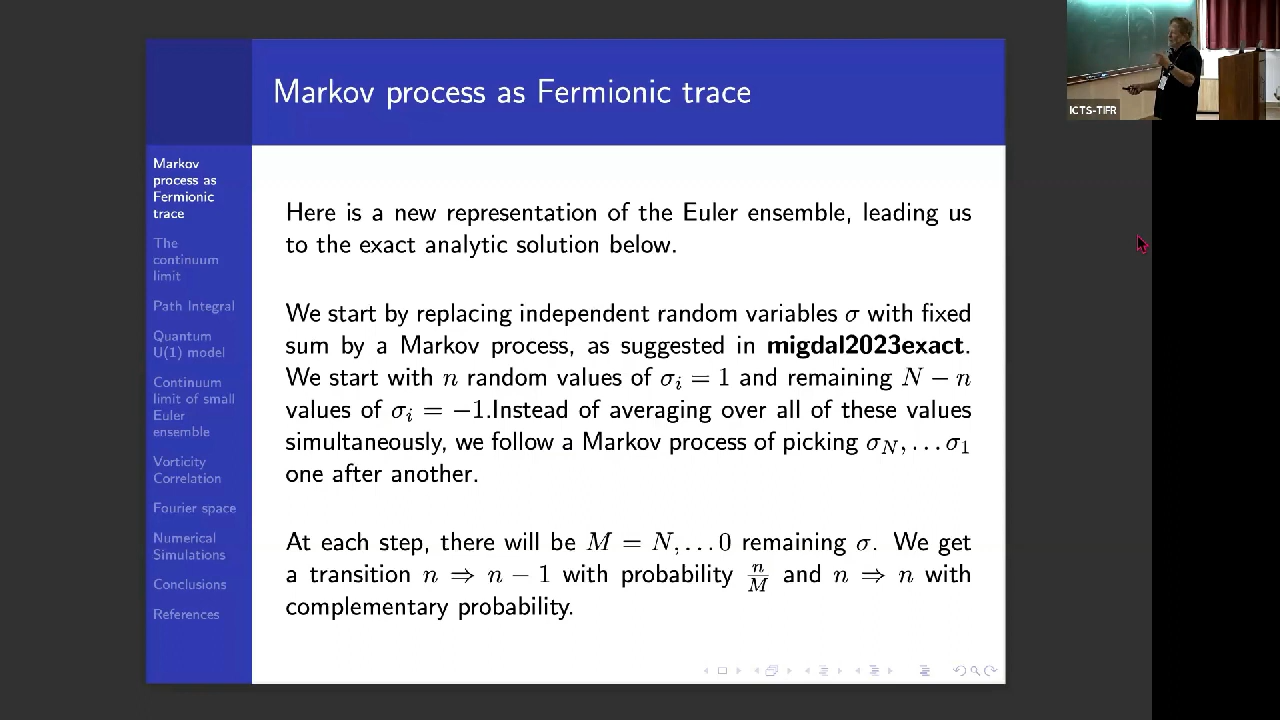 Markov process as Fermionic trace
Markov
process as
Fermionic
trace
The
continuum
limit
Path Integral
Quantum
U(1) model
Continuum
limit of small
Euler
ensemble
Vorticity
Correlation
Fourier space
Numerical
Simulations
Conclusions
References
Here is a new representation of the Euler ensemble, leading us
to the exact analytic solution below.
We start by replacing independent random variables σ with fixed
sum by a Markov process, as suggested in migdal2023exact.
We start with n random values of σ_i = 1 and remaining N − n
values of σ_i = −1.Instead of averaging over all of these values
simultaneously, we follow a Markov process of picking σ_N, . . . σ_1
one after another.
At each step, there will be M = N, . . . 0 remaining σ. We get
a transition n ⇒ n − 1 with probability n/M and n ⇒ n with
complementary probability.
ICTS-TIFR